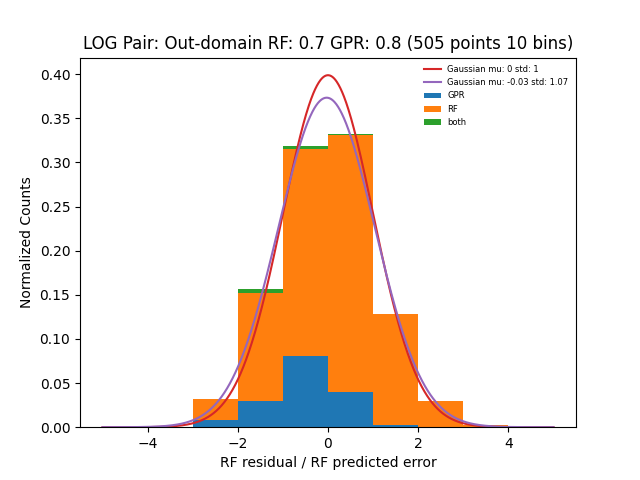 LOG Pair: Out-domain RF: 0.7 GPR: 0.8 (505 points 10 bins)
Gaussian mu: 0 std: 1
Gaussian mu: -0.03 std: 1.07
GPR
RF
both
Normalized Counts
0.40
0.35
0.30
0.25
0.20
0.15
0.10
0.05
0.00
−4 −2 0 2 4
RF residual / RF predicted error